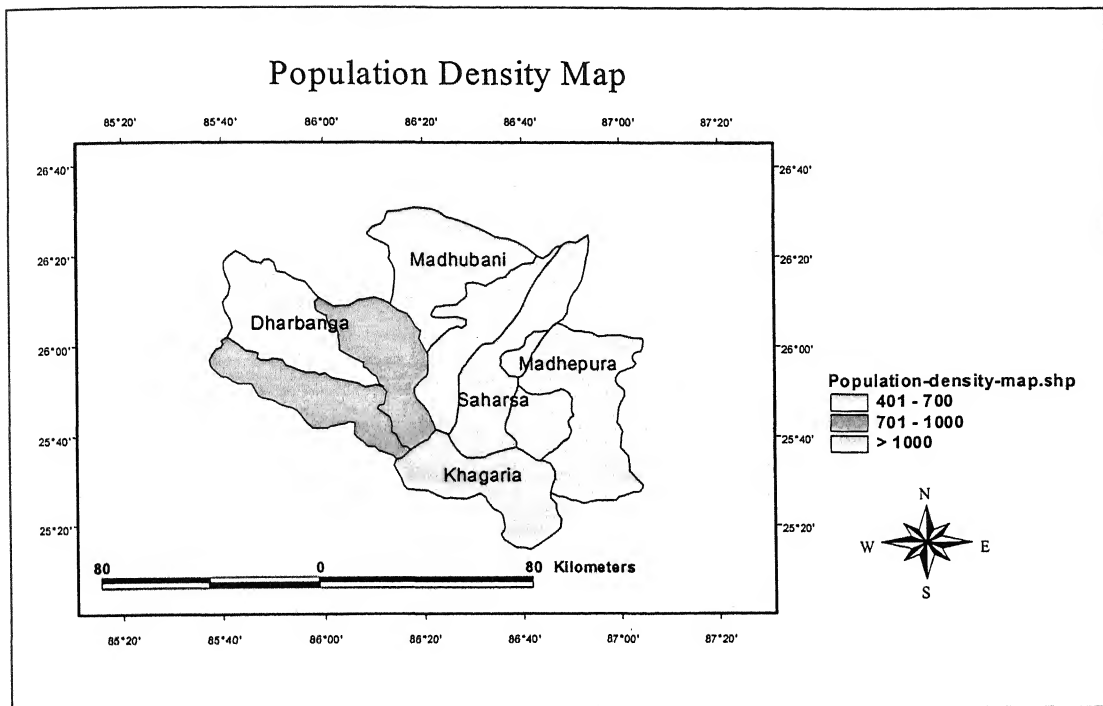 Population Density Map
85°20' 85°40' 86°00' 86°20' 86°40' 87°00' 87°20'
26°40' 26°40'
26°20' 26°20'
26°00' 26°00'
25°40' 25°40'
25°20' 25°20'
Madhubani
Dharbanga
Madhepura
Saharsa
Khagaria
80 0 80 Kilometers
85°20' 85°40' 86°00' 86°20' 86°40' 87°00' 87°20'
Population-density-map.shp
401 - 700
701 - 1000
> 1000
N
W E
S